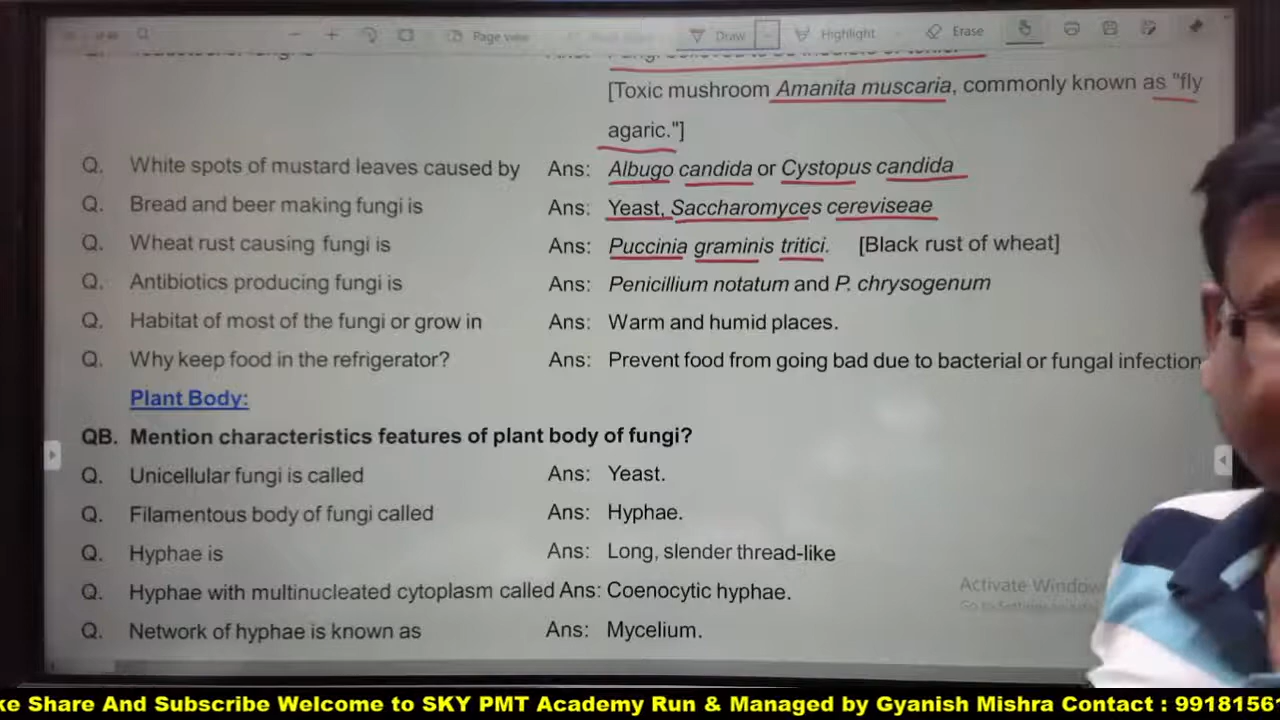 Page view Draw Highlight Erase
[Toxic mushroom Amanita muscaria, commonly known as "fly
agaric."]
Q. White spots of mustard leaves caused by Ans: Albugo candida or Cystopus candida
Q. Bread and beer making fungi is Ans: Yeast, Saccharomyces cereviseae
Q. Wheat rust causing fungi is Ans: Puccinia graminis tritici. [Black rust of wheat]
Q. Antibiotics producing fungi is Ans: Penicillium notatum and P. chrysogenum
Q. Habitat of most of the fungi or grow in Ans: Warm and humid places.
Q. Why keep food in the refrigerator? Ans: Prevent food from going bad due to bacterial or fungal infection
Plant Body:
QB. Mention characteristics features of plant body of fungi?
Q. Unicellular fungi is called Ans: Yeast.
Q. Filamentous body of fungi called Ans: Hyphae.
Q. Hyphae is Ans: Long, slender thread-like
Q. Hyphae with multinucleated cytoplasm called Ans: Coenocytic hyphae.
Q. Network of hyphae is known as Ans: Mycelium.
Activate Window
ke Share And Subscribe Welcome to SKY PMT Academy Run & Managed by Gyanish Mishra Contact : 9918156